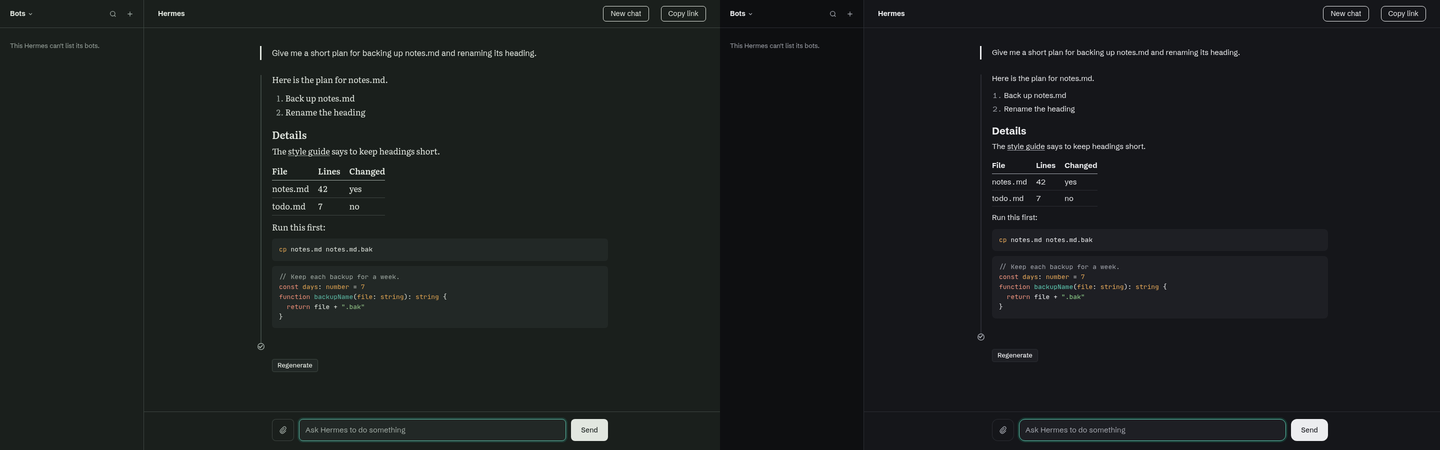 Bots
Hermes
New chat
Copy link
This Hermes can't list its bots.
Give me a short plan for backing up notes.md and renaming its heading.
Here is the plan for notes.md.
1. Back up notes.md
2. Rename the heading
Details
The style guide says to keep headings short.
File Lines Changed
notes.md 42 yes
todo.md 7 no
Run this first:
cp notes.md notes.md.bak
// Keep each backup for a week.
const days: number = 7
function backupName(file: string): string {
return file + ".bak"
}
Regenerate
Ask Hermes to do something
Send
Bots
Hermes
New chat
Copy link
This Hermes can't list its bots.
Give me a short plan for backing up notes.md and renaming its heading.
Here is the plan for notes.md.
1. Back up notes.md
2. Rename the heading
Details
The style guide says to keep headings short.
File Lines Changed
notes.md 42 yes
todo.md 7 no
Run this first:
cp notes.md notes.md.bak
// Keep each backup for a week.
const days: number = 7
function backupName(file: string): string {
return file + ".bak"
}
Regenerate
Ask Hermes to do something
Send